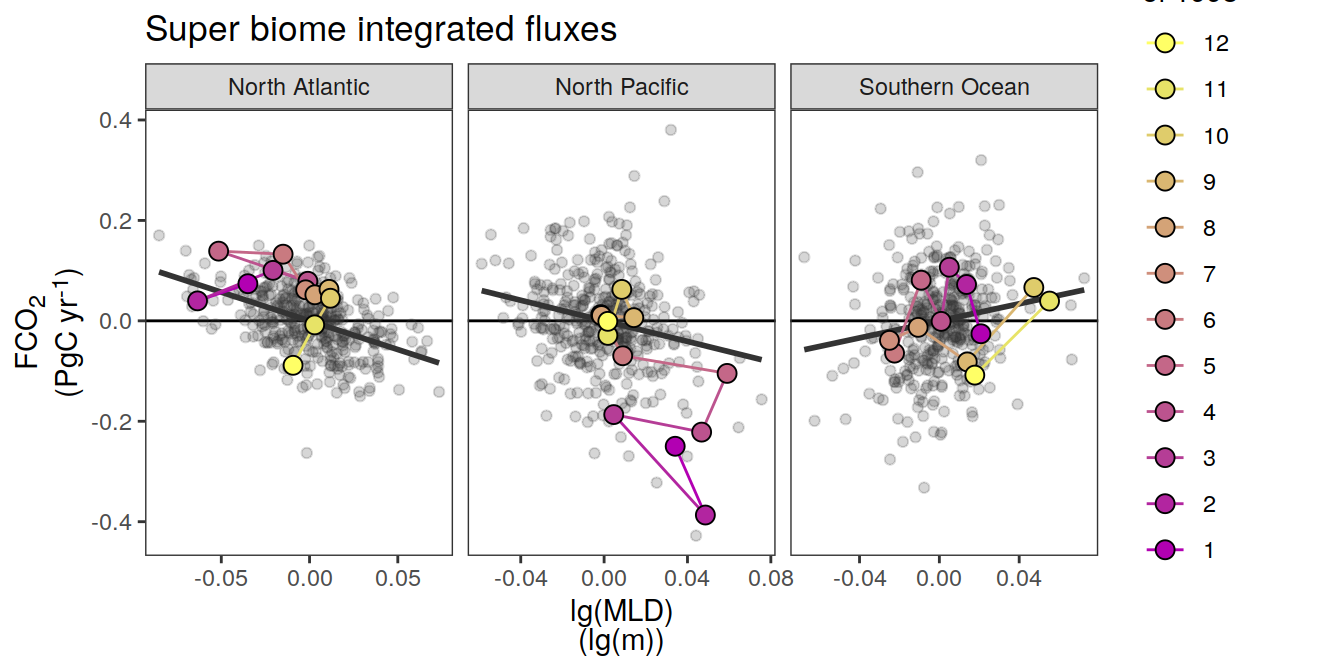 Super biome integrated fluxes
North Atlantic
North Pacific
Southern Ocean
0.4
0.2
0.0
-0.2
-0.4
FCO₂
(PgC yr⁻¹)
-0.05 0.00 0.05
-0.04 0.00 0.04 0.08
-0.04 0.00 0.04
lg(MLD)
(lg(m))
12
11
10
9
8
7
6
5
4
3
2
1